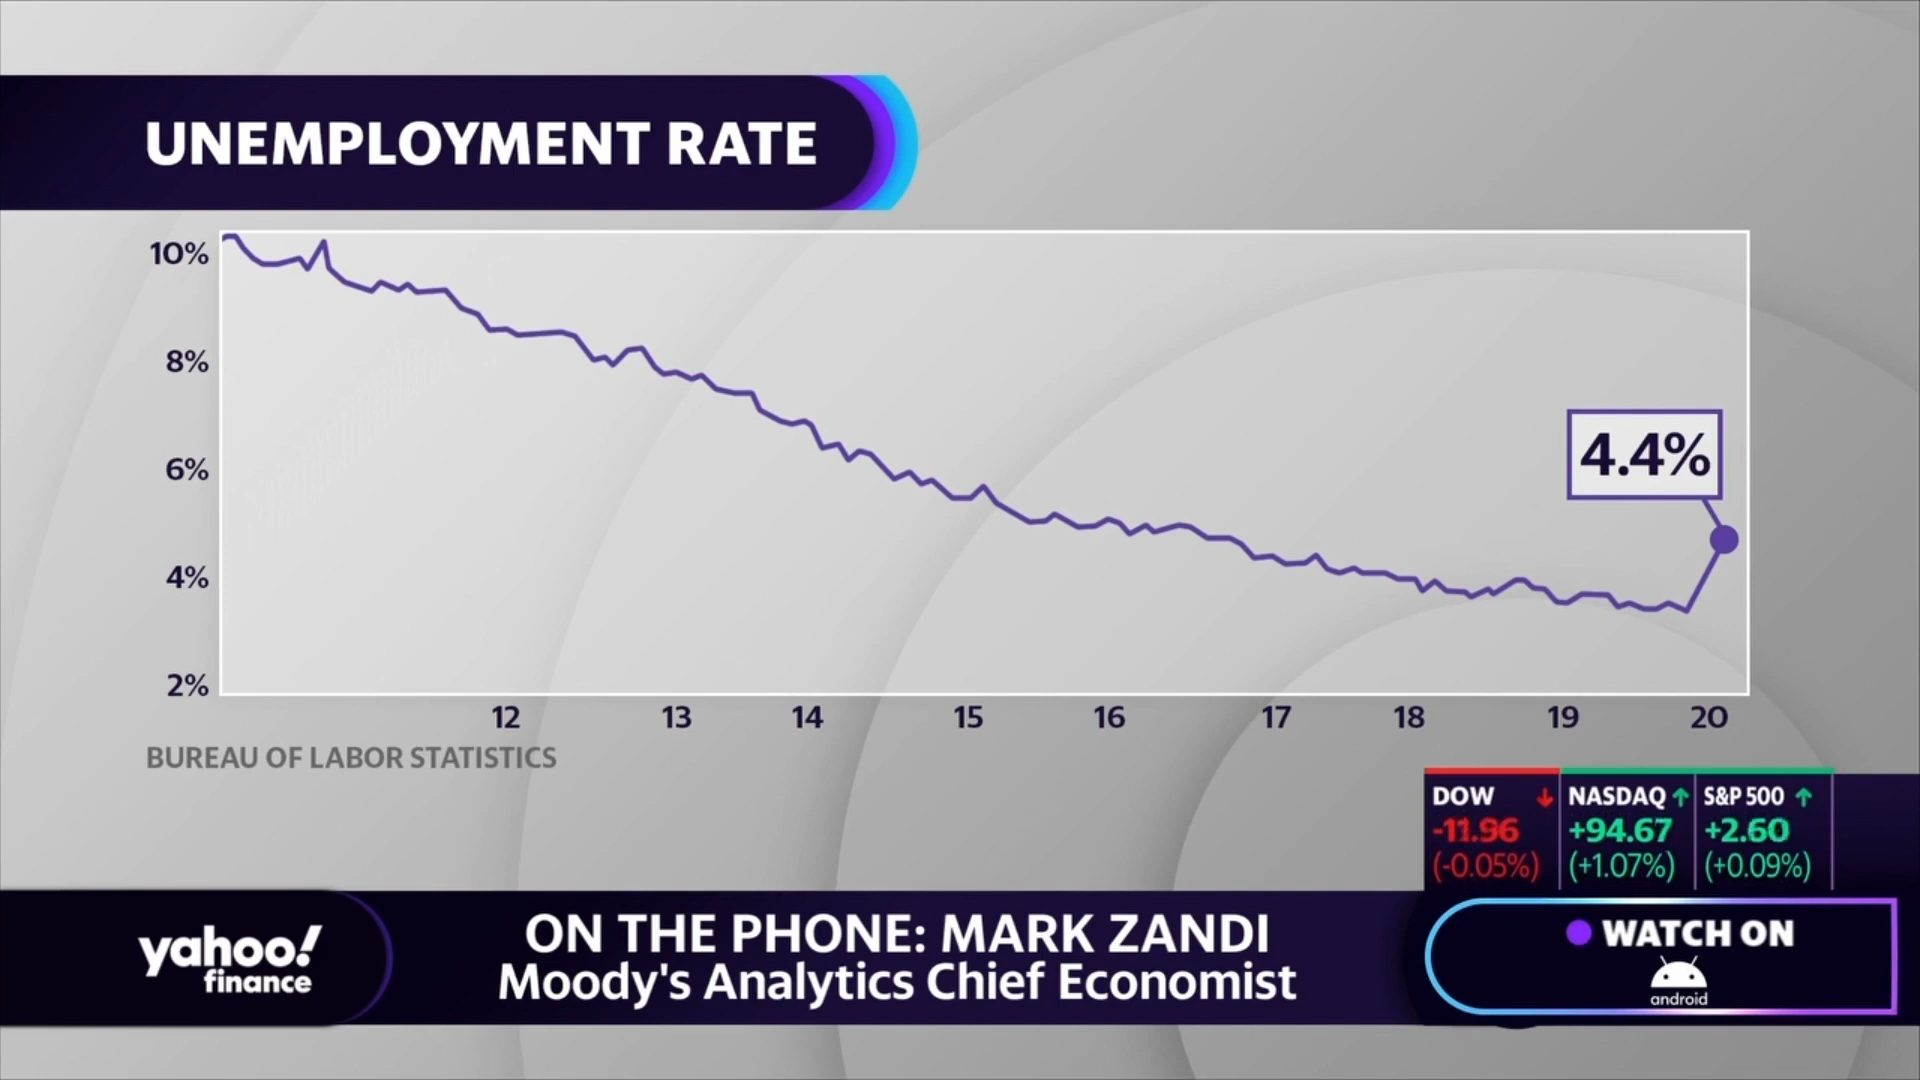 UNEMPLOYMENT RATE
10%
8%
6%
4%
2%
4.4%
12 13 14 15 16 17 18 19 20
BUREAU OF LABOR STATISTICS
DOW NASDAQ S&P 500
-11.96 +94.67 +2.60
(-0.05%) (+1.07%) (+0.09%)
yahoo!
finance
ON THE PHONE: MARK ZANDI
Moody's Analytics Chief Economist
WATCH ON
android